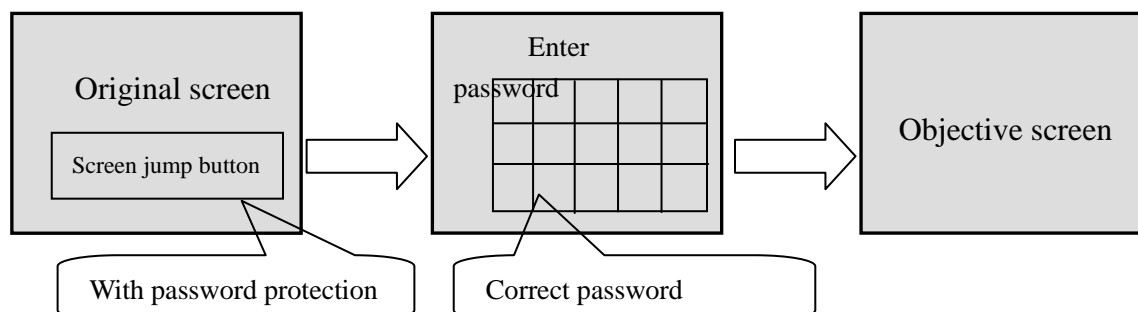 Original screen
Screen jump button
With password protection
Enter
password
Correct password
Objective screen